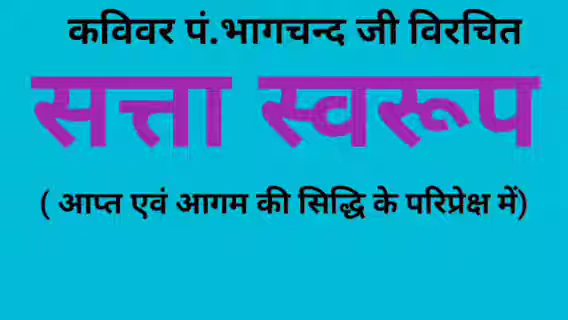 कविवर पं.भागचन्द जी विरचित
सत्ता स्वरूप
( आप्त एवं आगम की सिद्धि के परिप्रेक्ष में)